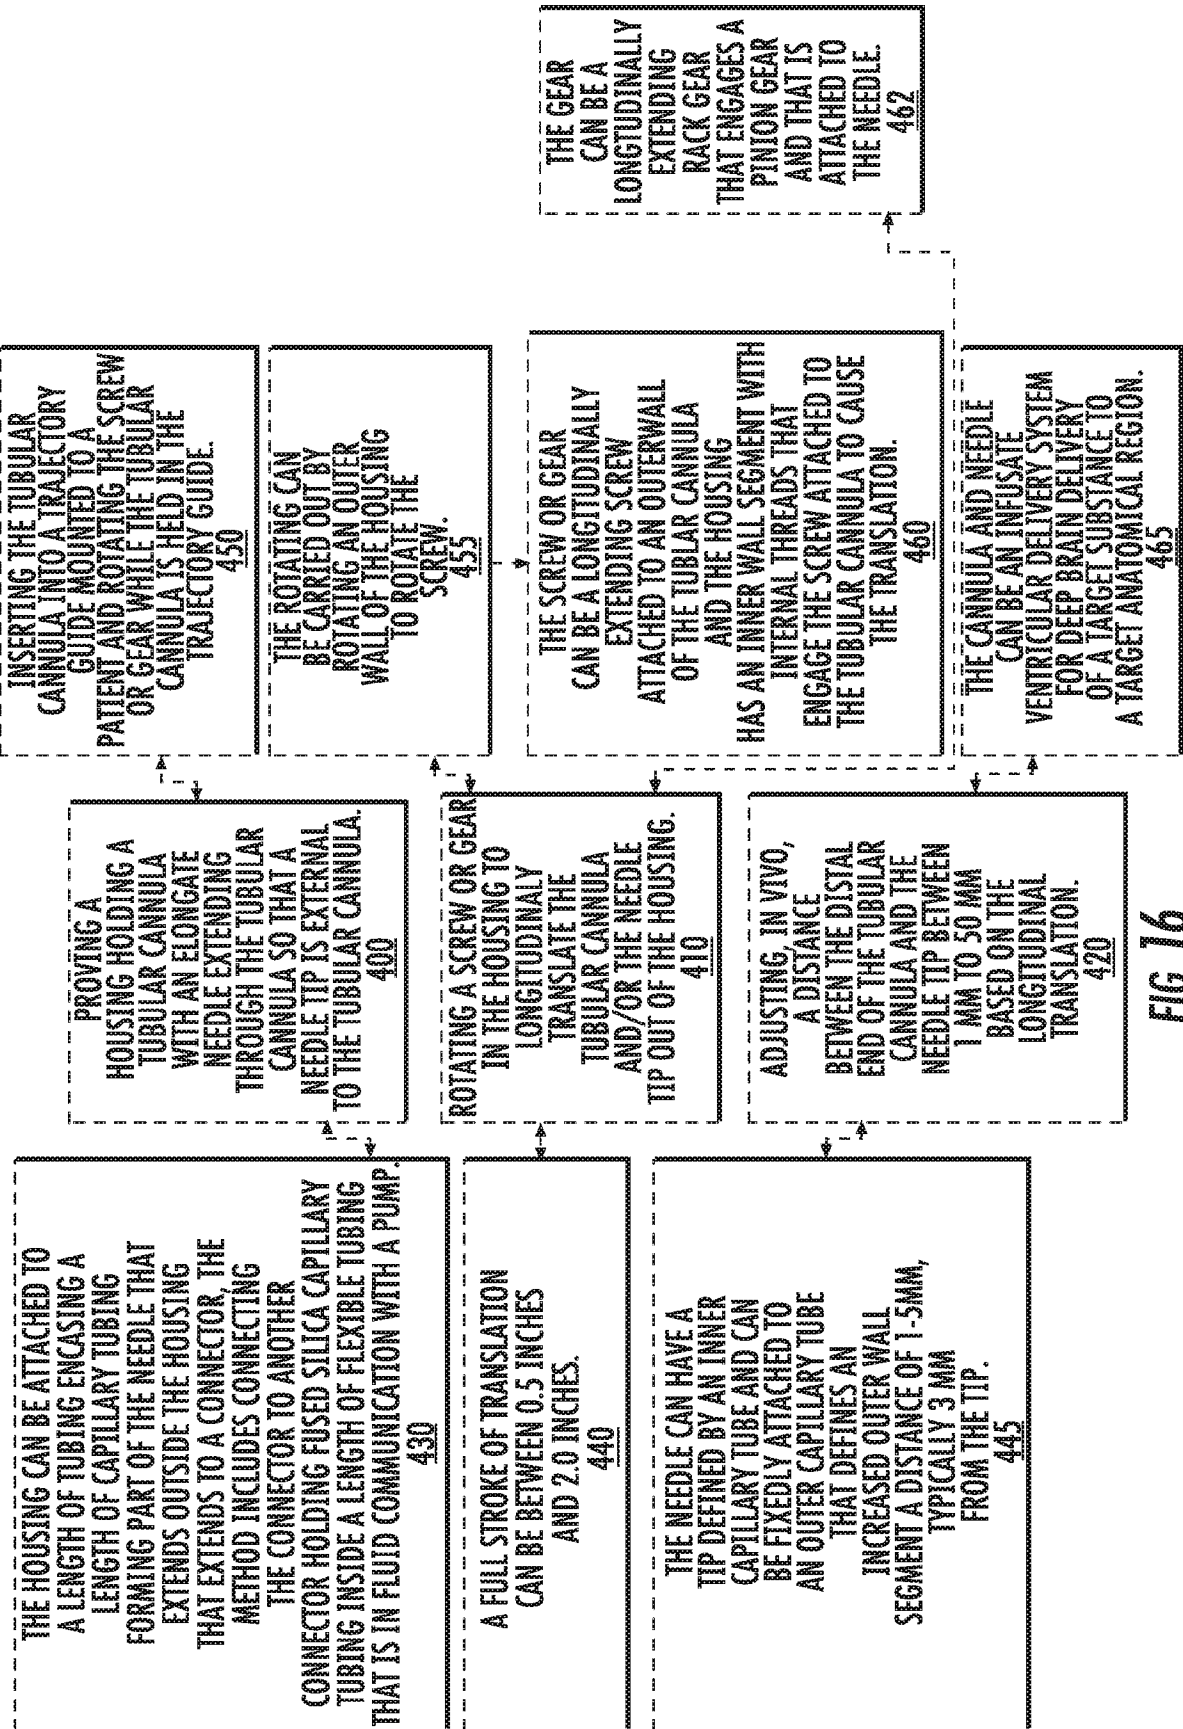 THE HOUSING CAN BE ATTACHED TO
A LENGTH OF TUBING ENCASING A
LENGTH OF CAPILLARY TUBING
FORMING PART OF THE NEEDLE THAT
EXTENDS OUTSIDE THE HOUSING
THAT EXTENDS TO A CONNECTOR, THE
METHOD INCLUDES CONNECTING
THE CONNECTOR TO ANOTHER
CONNECTOR HOLDING FUSED SILICA CAPILLARY
TUBING INSIDE A LENGTH OF FLEXIBLE TUBING
THAT IS IN FLUID COMMUNICATION WITH A PUMP.
430
A FULL STROKE OF TRANSLATION
CAN BE BETWEEN 0.5 INCHES
AND 2.0 INCHES.
440
THE NEEDLE CAN HAVE A
TIP DEFINED BY AN INNER
CAPILLARY TUBE AND CAN
BE FIXEDLY ATTACHED TO
AN OUTER CAPILLARY TUBE
THAT DEFINES AN
INCREASED OUTER WALL
SEGMENT A DISTANCE OF 1-5MM,
TYPICALLY 3 MM
FROM THE TIP.
445
PROVING A
HOUSING HOLDING A
TUBULAR CANNULA
WITH AN ELONGATE
NEEDLE EXTENDING
THROUGH THE TUBULAR
CANNULA SO THAT A
NEEDLE TIP IS EXTERNAL
TO THE TUBULAR CANNULA.
400
ROTATING A SCREW OR GEAR
IN THE HOUSING TO
LONGITUDINALY
TRANSLATE THE
TUBULAR CANNULA
AND/OR THE NEEDLE
TIP OUT OF THE HOUSING.
410
ADJUSTING, IN VIVO,
A DISTANCE
BETWEEN THE DISTAL
END OF THE TUBULAR
CANNULA AND THE
NEEDLE TIP BETWEEN
1 MM TO 50 MM
BASED ON THE
LONGITUDINAL
TRANSLATION.
420
INSERTING THE TUBULAR
CANNULA INTO A TRAJECTORY
GUIDE MOUNTED TO A
PATIENT AND ROTATING THE SCREW
OR GEAR WHILE THE TUBULAR
CANNULA IS HELD IN THE
TRAJECTORY GUIDE.
450
THE ROTATING CAN
BE CARRIED OUT BY
ROTATING AN OUTER
WALL OF THE HOUSING
TO ROTATE THE
SCREW.
455
THE SCREW OR GEAR
CAN BE A LONGITUDINALLY
EXTENDING SCREW
ATTACHED TO AN OUTERWALL
OF THE TUBLAR CANNULA
AND THE HOUSING
HAS AN INNER WALL SEGMENT WITH
INTERNAL THREADS THAT
ENGAGE THE SCREW ATTACHED TO
THE TUBULAR CANNULA TO CAUSE
THE TRANSLATION.
460
THE CANNULA AND NEEDLE
CAN BE AN INFUSATE
VENTRICULAR DELIVERY SYSTEM
FOR DEEP BRAIN DELIVERY
OF A TARGET SUBSTANCE TO
A TARGET ANATOMICAL REGION.
465
THE GEAR
CAN BE A
LONGTUDINALLY
EXTENDING
RACK GEAR
THAT ENGAGES A
PINION GEAR
AND THAT IS
ATTACHED TO
THE NEEDLE.
462
FIG. 16